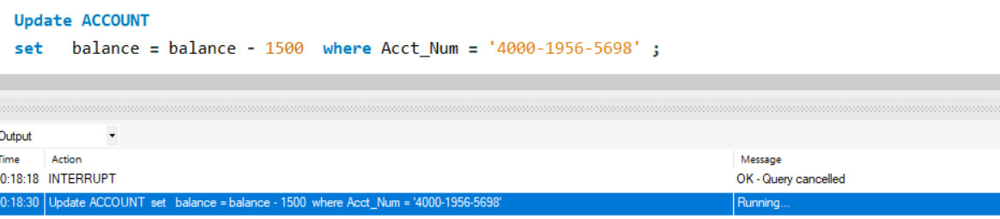 Update ACCOUNT
set balance = balance - 1500 where Acct_Num = '4000-1956-5698' ;
Output
Time Action Message
0:18:18 INTERRUPT OK - Query cancelled
0:18:30 Update ACCOUNT set balance = balance - 1500 where Acct_Num = '4000-1956-5698' Running...